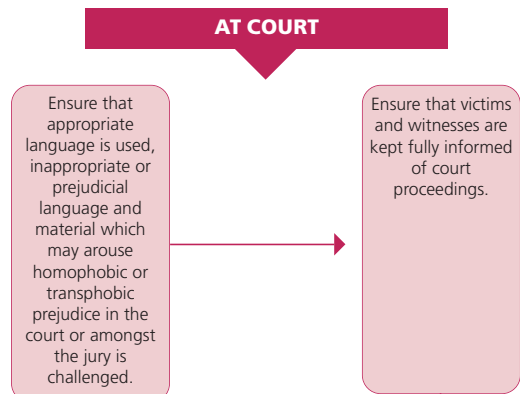 AT COURT
Ensure that
appropriate
language is used,
inappropriate or
prejudicial
language and
material which
may arouse
homophobic or
transphobic
prejudice in the
court or amongst
the jury is
challenged.
Ensure that victims
and witnesses are
kept fully informed
of court
proceedings.